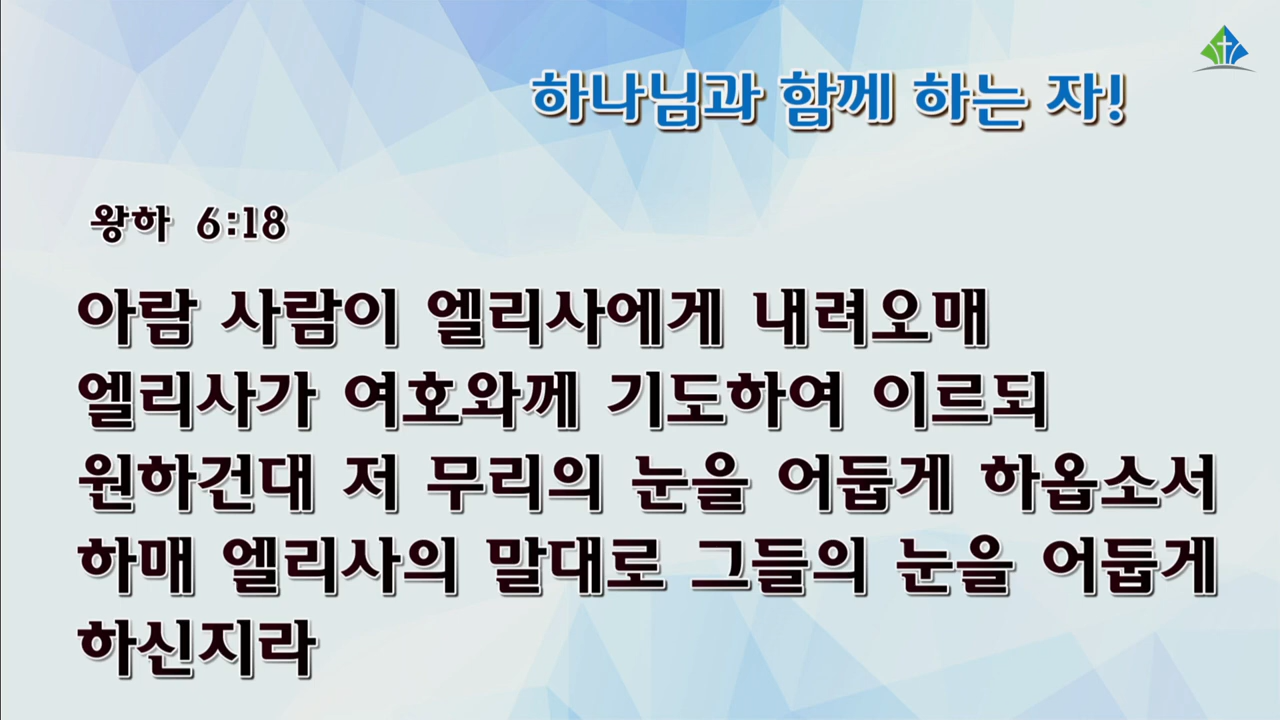 하나님과 함께 하는 자!
왕하 6:18
아람 사람이 엘리사에게 내려오매
엘리사가 여호와께 기도하여 이르되
원하건대 저 무리의 눈을 어둡게 하옵소서
하매 엘리사의 말대로 그들의 눈을 어둡게
하신지라